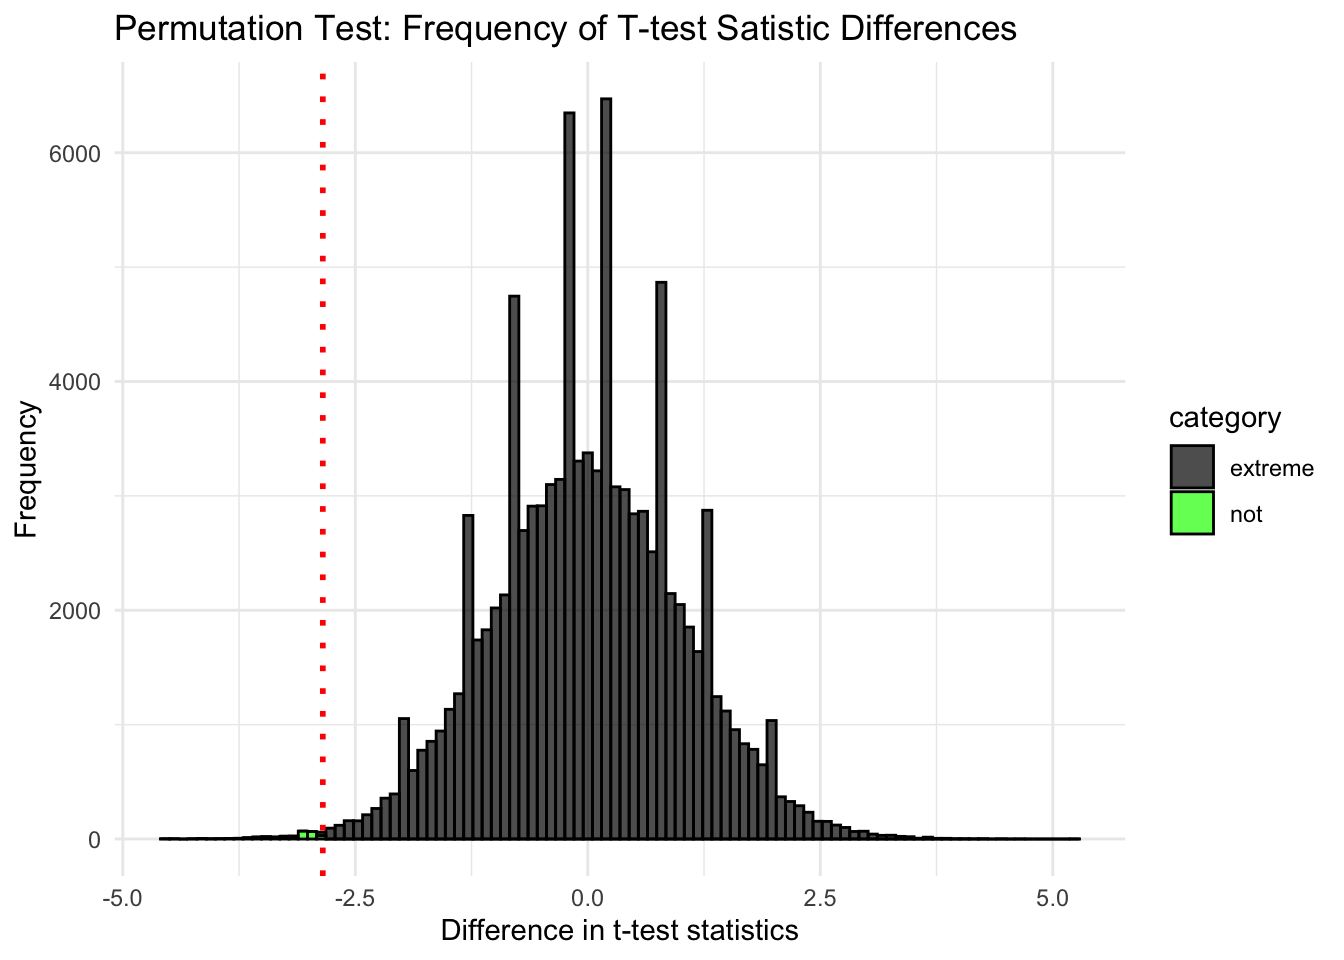 Permutation Test: Frequency of T-test Satistic Differences
Frequency
6000
4000
2000
0
-5.0
-2.5
0.0
2.5
5.0
Difference in t-test statistics
category
extreme
not